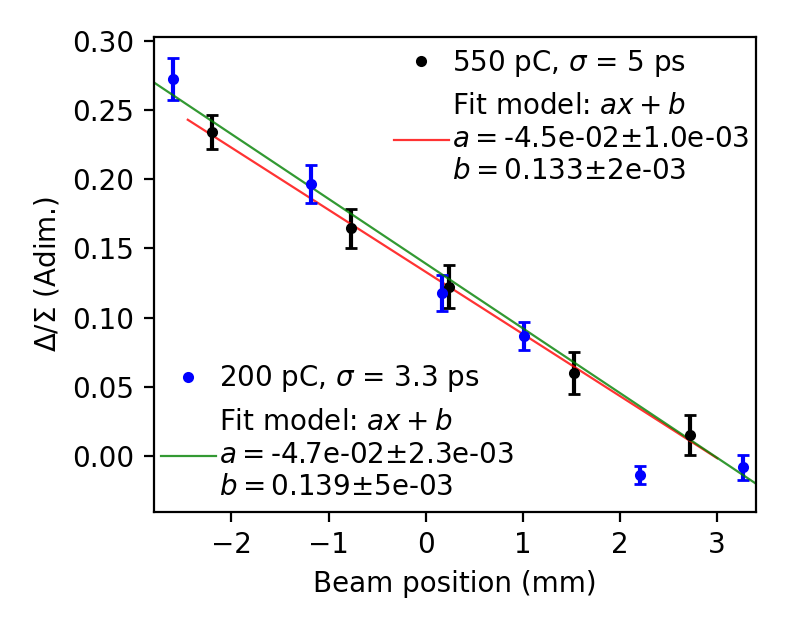 0.30
0.25
0.20
0.15
0.10
0.05
0.00
Δ/Σ (Adim.)
550 pC, σ = 5 ps
Fit model: ax + b
a = -4.5e-02±1.0e-03
b = 0.133±2e-03
200 pC, σ = 3.3 ps
Fit model: ax + b
a = -4.7e-02±2.3e-03
b = 0.139±5e-03
−2 −1 0 1 2 3
Beam position (mm)